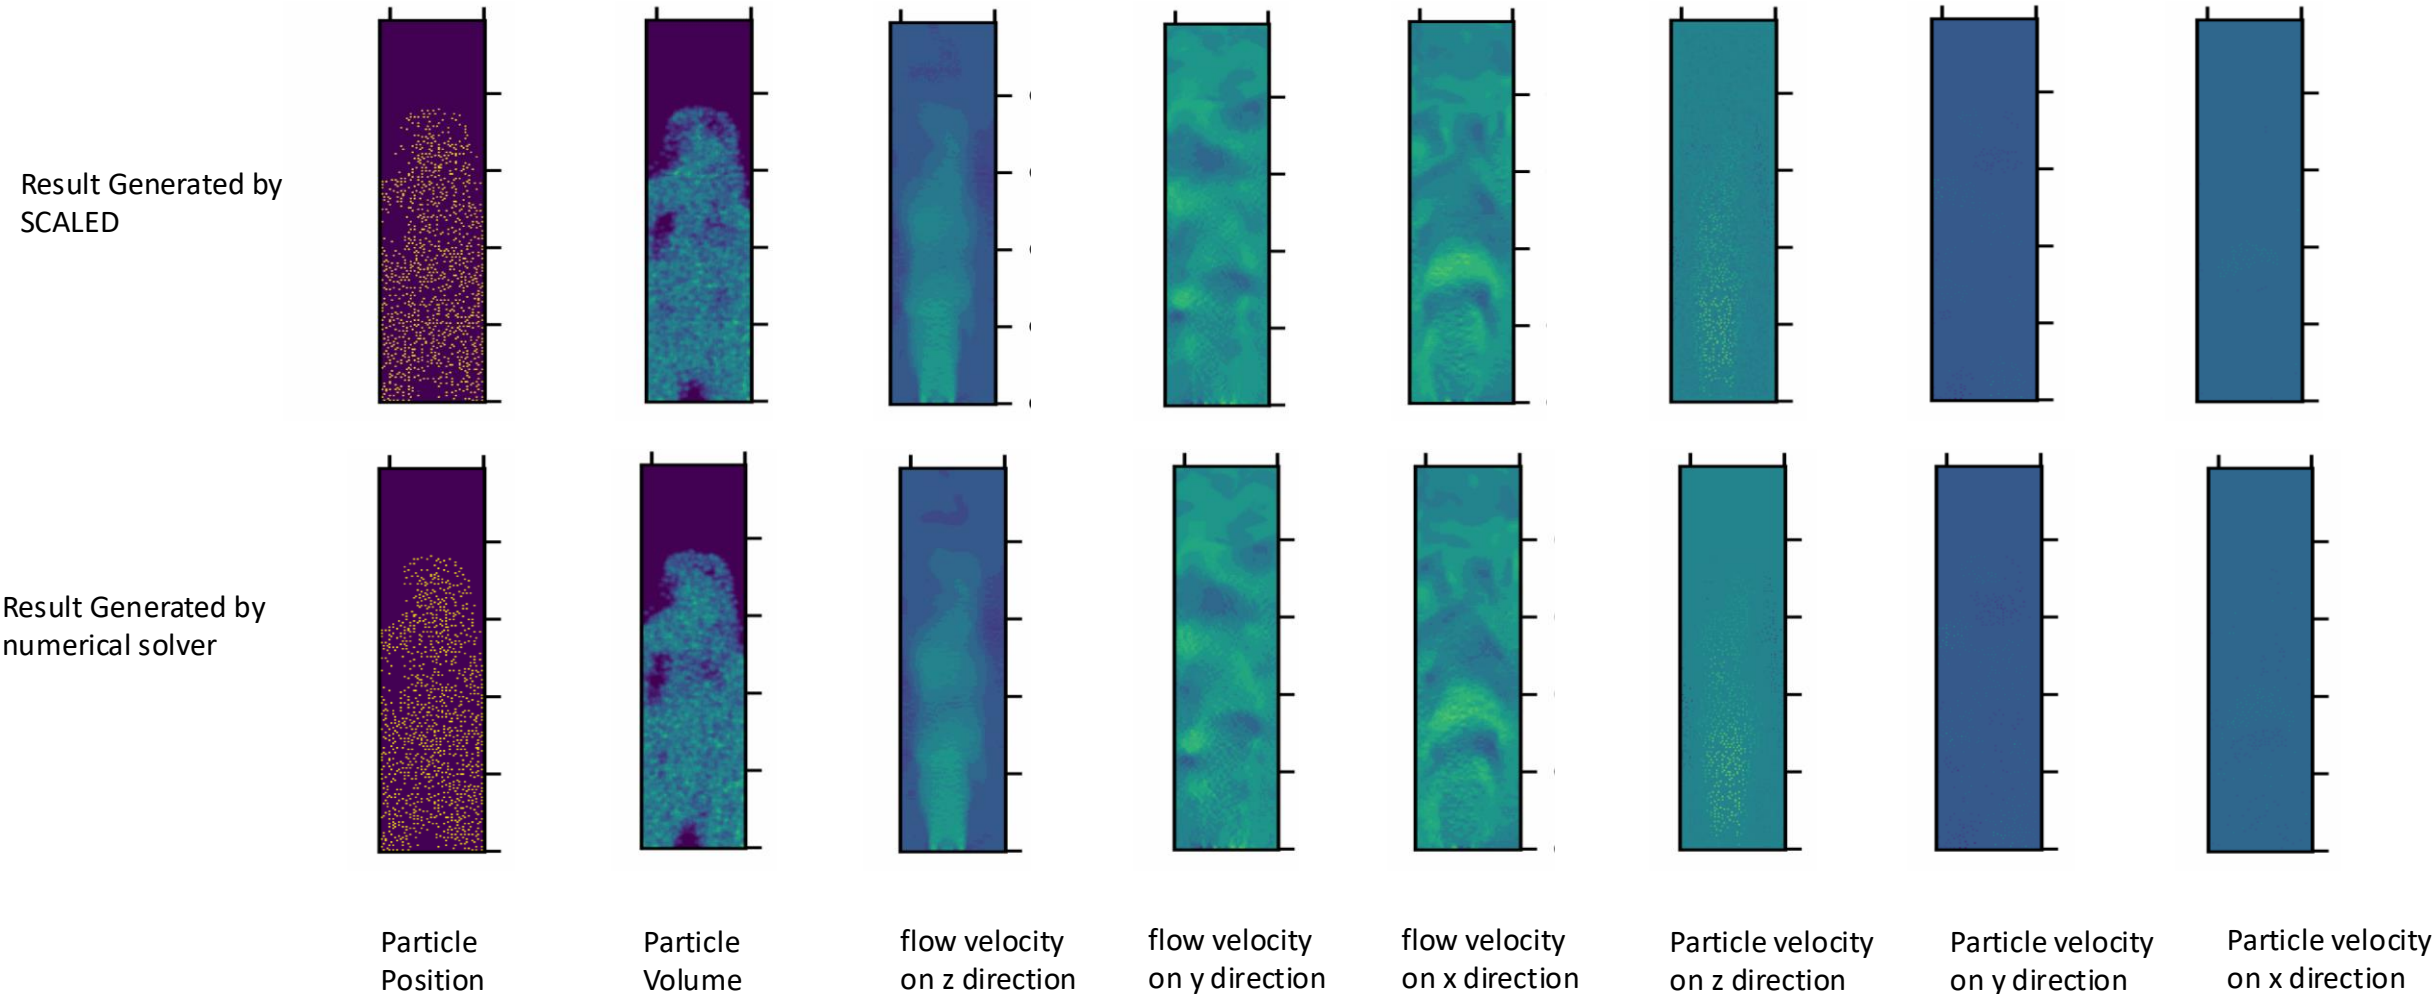 Result Generated by
SCALED
Result Generated by
numerical solver
Particle
Position
Particle
Volume
flow velocity
on z direction
flow velocity
on y direction
flow velocity
on x direction
Particle velocity
on z direction
Particle velocity
on y direction
Particle velocity
on x direction